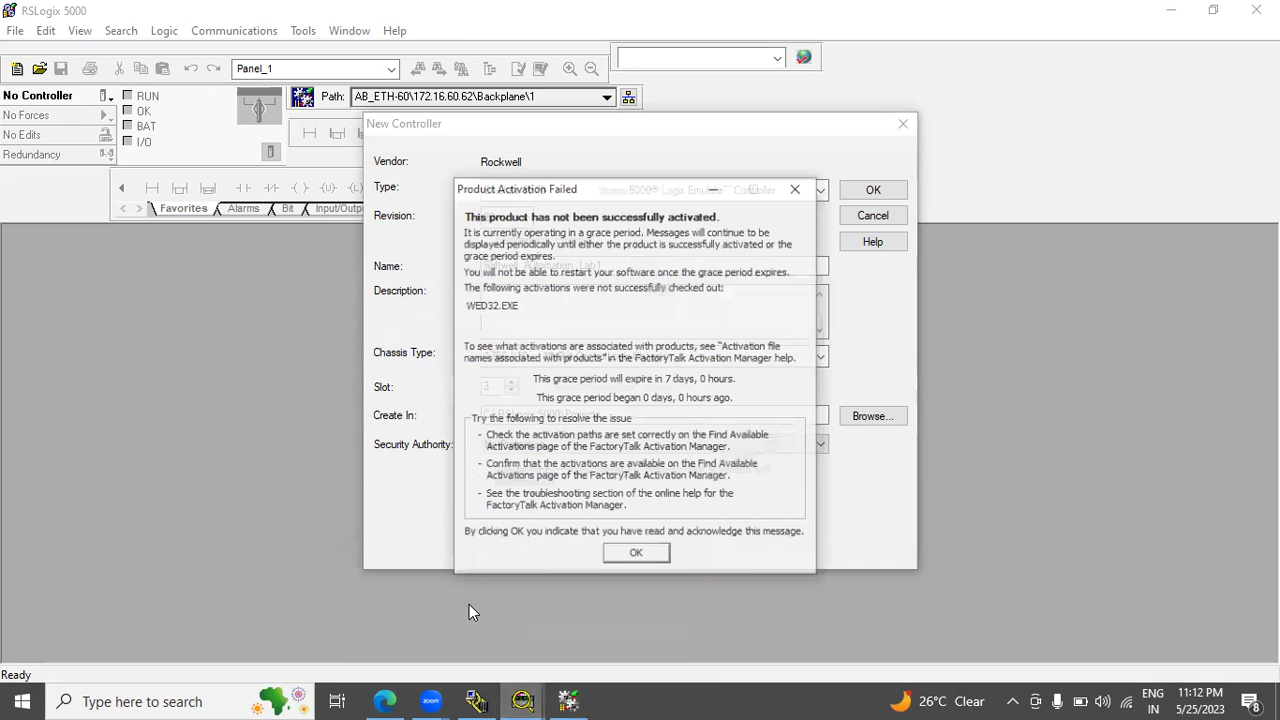 RSLogix 5000
File Edit View Search Logic Communications Tools Window Help
Panel_1
No Controller
RUN
Path: AB_ETH-60\172.16.60.62\Backplane\1
No Forces
OK
No Edits
BAT
Redundancy
I/O
Favorites Alarms Bit Input/Outp
New Controller
Vendor: Rockwell
Type:
Controller
OK
Revision:
Cancel
Help
Name:
Description:
Chassis Type:
Slot: 3
Create In:
Browse...
Security Authority:
Product Activation Failed
This product has not been successfully activated.
It is currently operating in a grace period. Messages will continue to be
displayed periodically until either the product is successfully activated or the
grace period expires.
You will not be able to restart your software once the grace period expires.
The following activations were not successfully checked out:
WED32.EXE
To see what activations are associated with products, see "Activation file
names associated with products" in the FactoryTalk Activation Manager help.
This grace period will expire in 7 days, 0 hours.
This grace period began 0 days, 0 hours ago.
Try the following to resolve the issue
- Check the activation paths are set correctly on the Find Available
Activations page of the FactoryTalk Activation Manager.
- Confirm that the activations are available on the Find Available
Activations page of the FactoryTalk Activation Manager.
- See the troubleshooting section of the online help for the
FactoryTalk Activation Manager.
By clicking OK you indicate that you have read and acknowledge this message.
OK
Ready
Type here to search
zoom
26°C Clear
ENG
IN
11:12 PM
5/25/2023
8